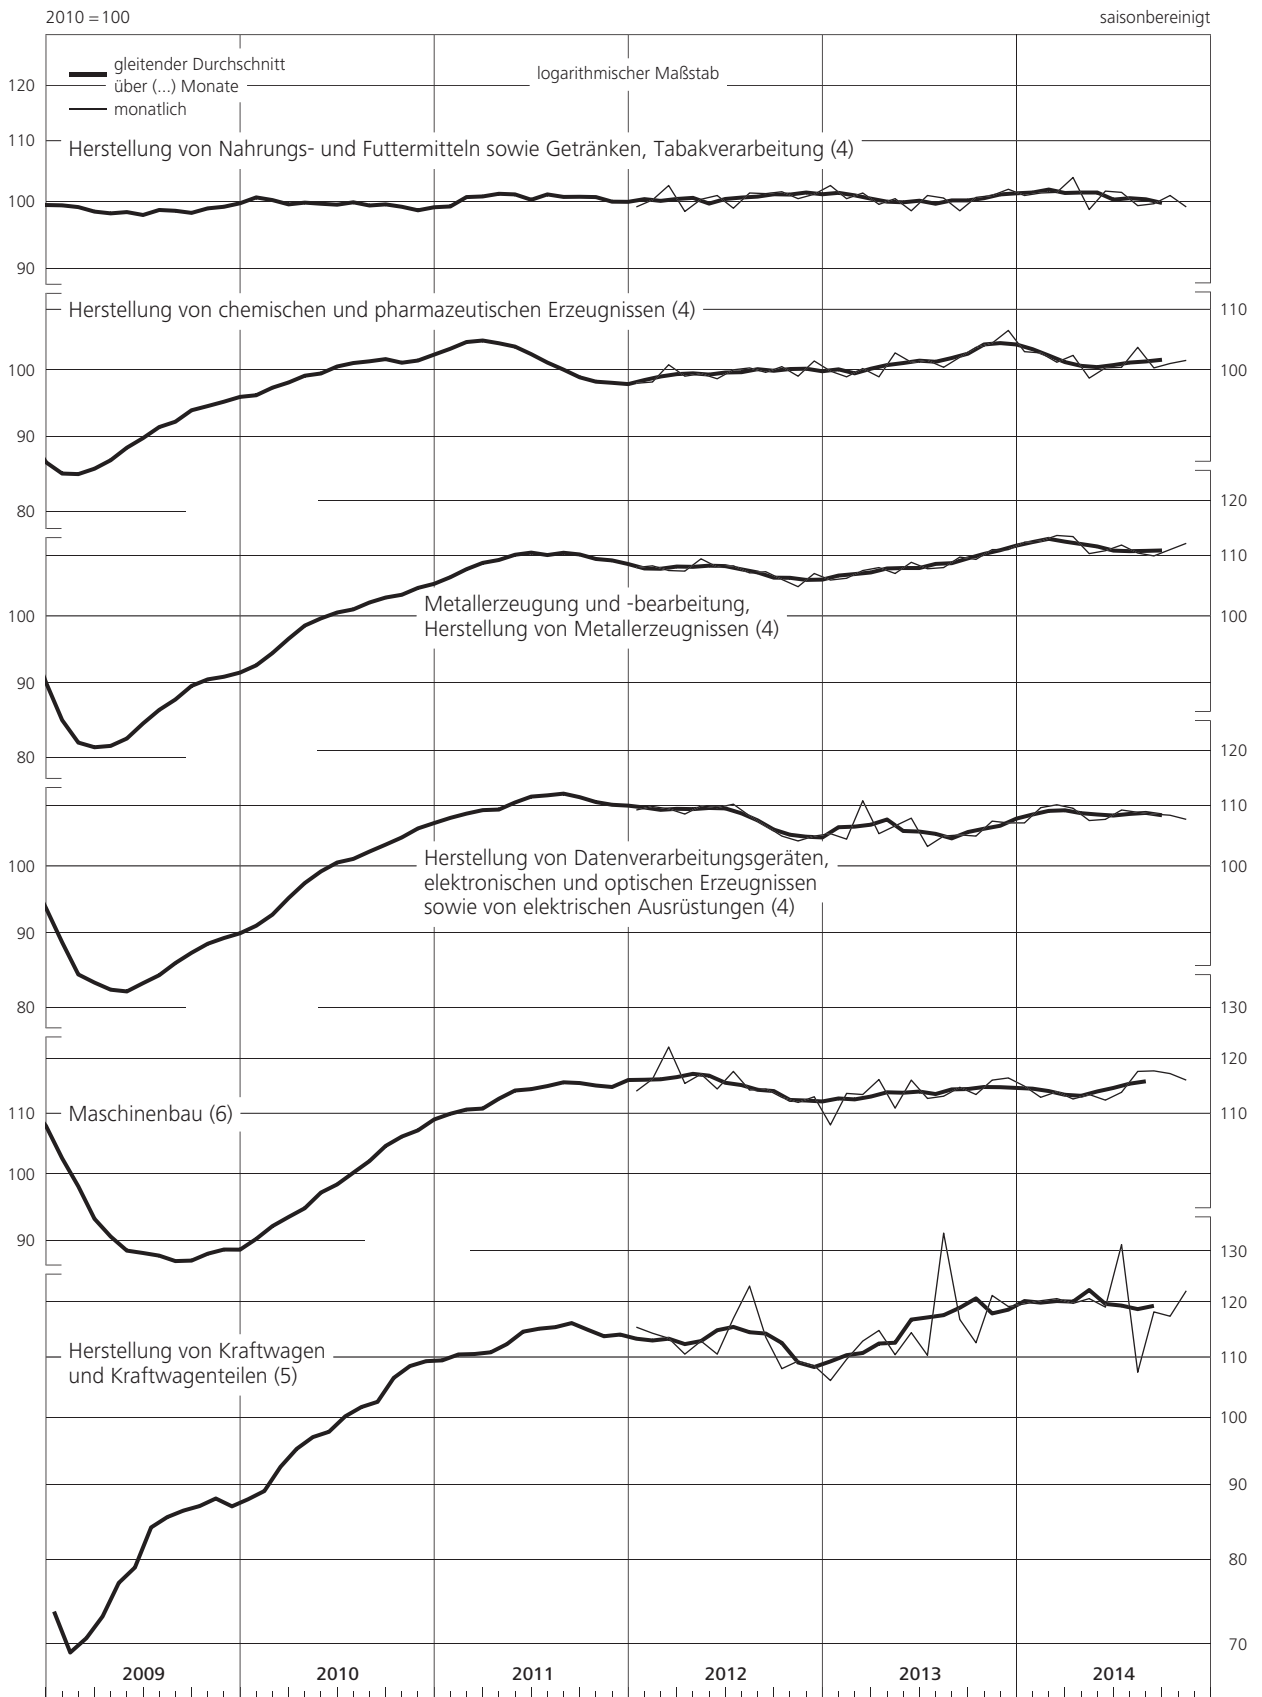 2010 = 100
saisonbereinigt
gleitender Durchschnitt
über (...) Monate
monatlich
logarithmischer Maßstab
120
110
Herstellung von Nahrungs- und Futtermitteln sowie Getränken, Tabakverarbeitung (4)
100
90
Herstellung von chemischen und pharmazeutischen Erzeugnissen (4)
110
100
100
90
80
120
110
Metallerzeugung und -bearbeitung,
Herstellung von Metallerzeugnissen (4)
100
100
90
80
120
110
Herstellung von Datenverarbeitungsgeräten,
elektronischen und optischen Erzeugnissen
sowie von elektrischen Ausrüstungen (4)
100
100
90
80
130
120
Maschinenbau (6)
110
110
100
90
130
120
Herstellung von Kraftwagen
und Kraftwagenteilen (5)
110
100
90
80
70
2009 2010 2011 2012 2013 2014